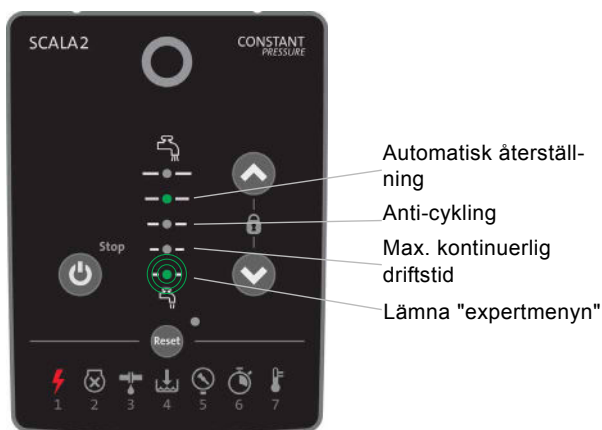 SCALA2
CONSTANT
PRESSURE
Automatisk återställ-
ning
Anti-cykling
Max. kontinuerlig
driftstid
Stop
Lämna "expertmenyn"
Reset
1 2 3 4 5 6 7